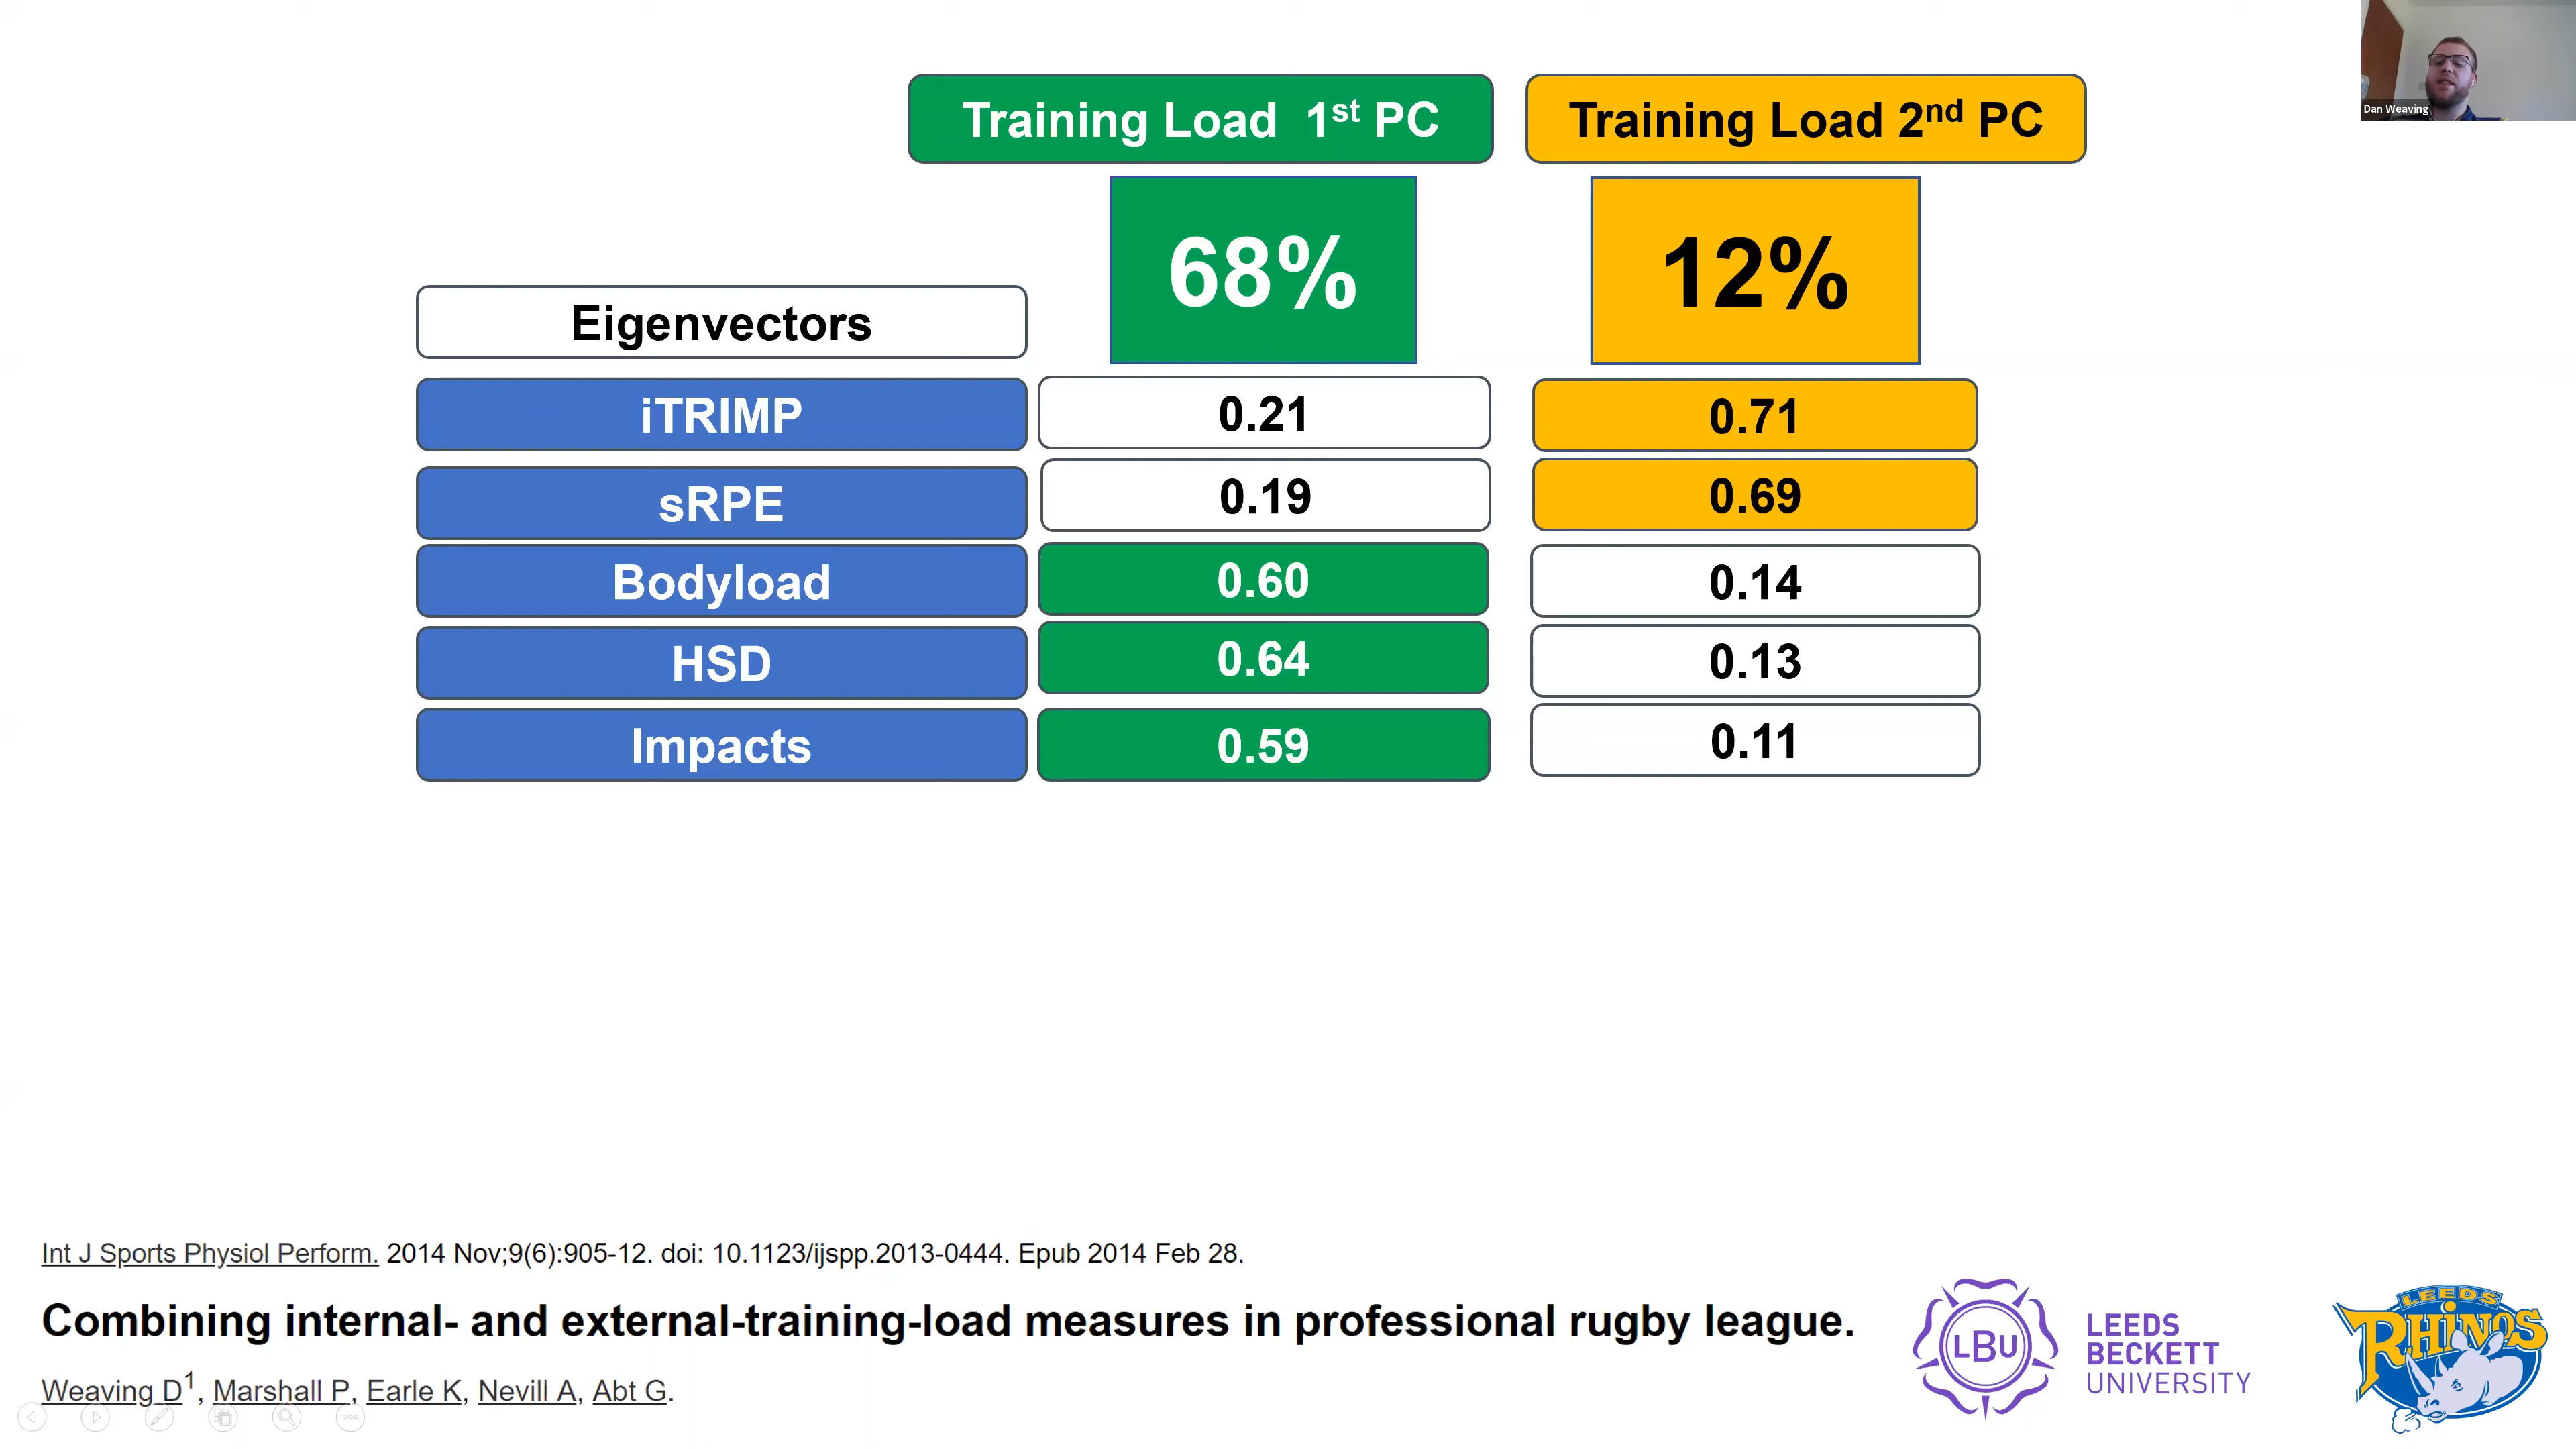 Dan Weaving
Training Load 1st PC
Training Load 2nd PC
68%
12%
Eigenvectors
iTRIMP 0.21 0.71
sRPE 0.19 0.69
Bodyload 0.60 0.14
HSD 0.64 0.13
Impacts 0.59 0.11
Int J Sports Physiol Perform. 2014 Nov;9(6):905-12. doi: 10.1123/ijspp.2013-0444. Epub 2014 Feb 28.
Combining internal- and external-training-load measures in professional rugby league.
Weaving D1, Marshall P, Earle K, Nevill A, Abt G.
LBU
LEEDS
BECKETT
UNIVERSITY
LEEDS
RHINOS